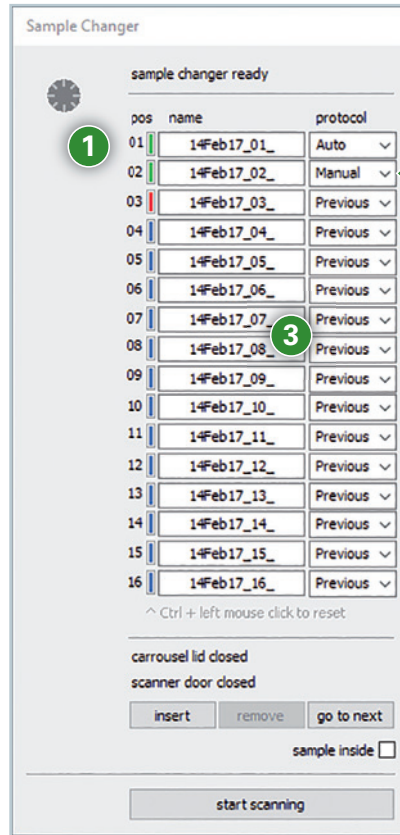 Sample Changer
sample changer ready
pos name protocol
1
01 14Feb17_01_ Auto
02 14Feb17_02_ Manual
03 14Feb17_03_ Previous
04 14Feb17_04_ Previous
05 14Feb17_05_ Previous
06 14Feb17_06_ Previous
07 14Feb17_07_ Previous
3
08 14Feb17_08_ Previous
09 14Feb17_09_ Previous
10 14Feb17_10_ Previous
11 14Feb17_11_ Previous
12 14Feb17_12_ Previous
13 14Feb17_13_ Previous
14 14Feb17_14_ Previous
15 14Feb17_15_ Previous
16 14Feb17_16_ Previous
^ Ctrl + left mouse click to reset
carrousel lid closed
scanner door closed
insert remove go to next
sample inside
start scanning